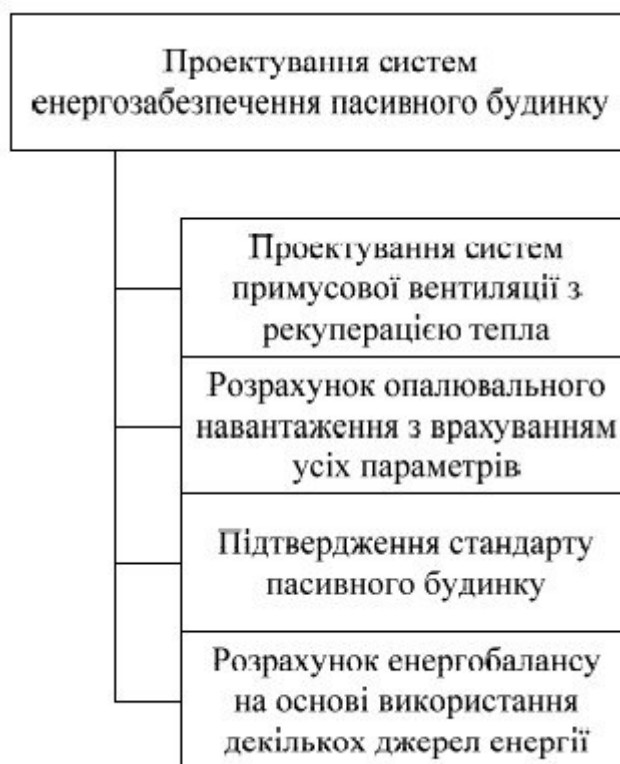 Проектування систем
енергозабезпечення пасивного будинку
Проектування систем
примусової вентиляції з
рекуперацією тепла
Розрахунок опалювального
навантаження з врахуванням
усіх параметрів
Підтвердження стандарту
пасивного будинку
Розрахунок енергобалансу
на основі використання
декількох джерел енергії